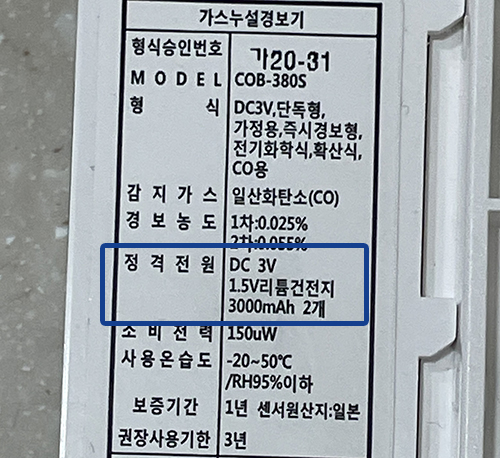 가스누설경보기
형식승인번호 가20-31
MODEL COB-380S
형 식 DC3V,단독형,
가정용,즉시경보형,
전기화학식,확산식,
CO용
감지가스 일산화탄소(CO)
경보농도 1차:0.025%
2차:0.055%
정격전원 DC 3V
1.5V리튬건전지
3000mAh 2개
소비전력 150uW
사용온습도 -20~50℃
/RH95%이하
보증기간 1년 센서원산지:일본
권장사용기한 3년